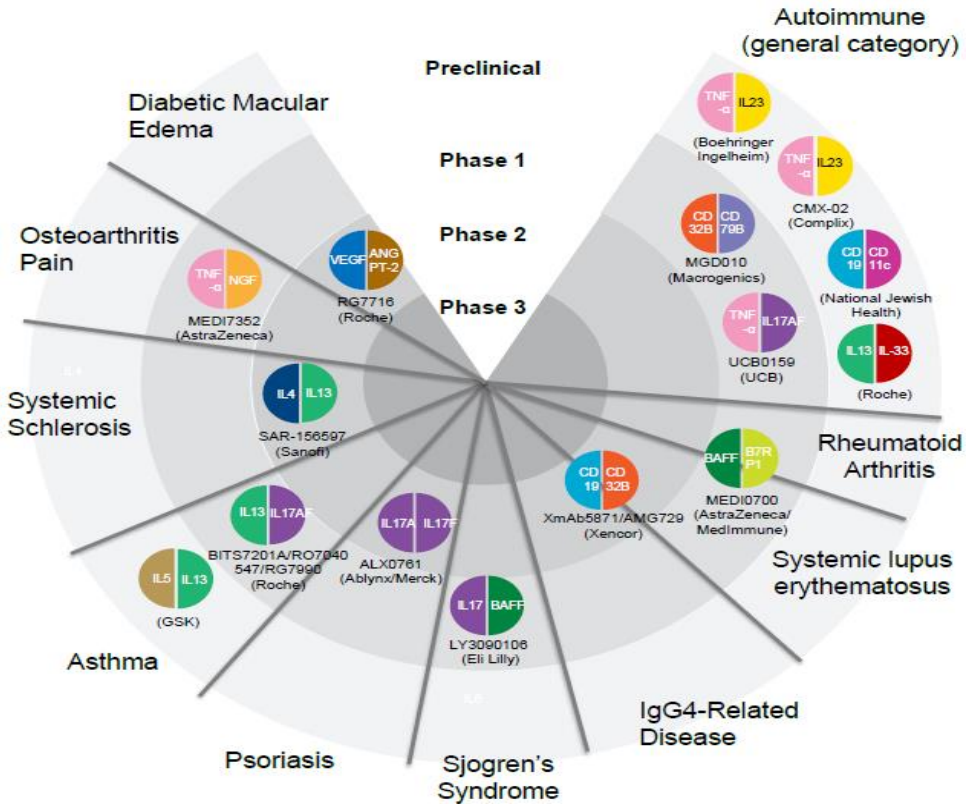 Autoimmune
(general category)
Preclinical
Phase 1
Phase 2
Phase 3
Diabetic Macular
Edema
Osteoarthritis
Pain
Systemic
Schlerosis
Asthma
Psoriasis
Sjogren's
Syndrome
IgG4-Related
Disease
Systemic lupus
erythematosus
Rheumatoid
Arthritis
TNF
-α
IL23
(Boehringer
Ingelheim)
TNF
-α
IL23
CMX-02
(Complix)
CD
32B
CD
79B
MGD010
(Macrogenics)
CD
19
CD
11c
(National Jewish
Health)
TNF
-α
IL17AF
UCB0159
(UCB)
IL13
IL-33
(Roche)
VEGF
ANG
PT-2
RG7716
(Roche)
TNF
-α
NGF
MEDI7352
(AstraZeneca)
IL4
IL4
IL13
SAR-156597
(Sanofi)
BAFF
B7R
P1
MEDI0700
(AstraZeneca/
MedImmune)
CD
19
CD
32B
XmAb5871/AMG729
(Xencor)
IL13
IL17AF
BITS7201A/RO7040
547/RG7990
(Roche)
IL17A
IL17F
ALX0761
(Ablynx/Merck)
IL5
IL13
(GSK)
IL17
BAFF
LY3090106
(Eli Lilly)